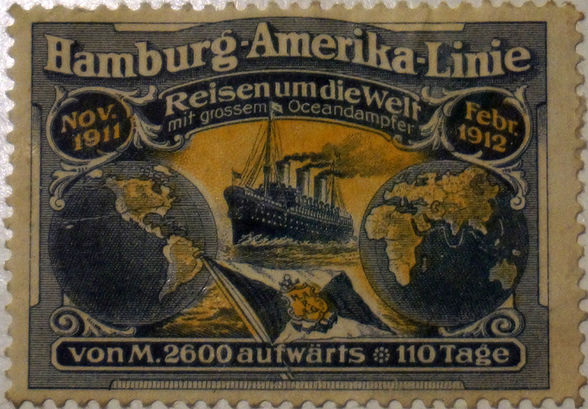 Hamburg-Amerika-Linie
Reisen um die Welt
mit grossem Oceandampfer
Nov.
1911
Febr.
1912
von M. 2600 aufwärts ❉ 110 Tage